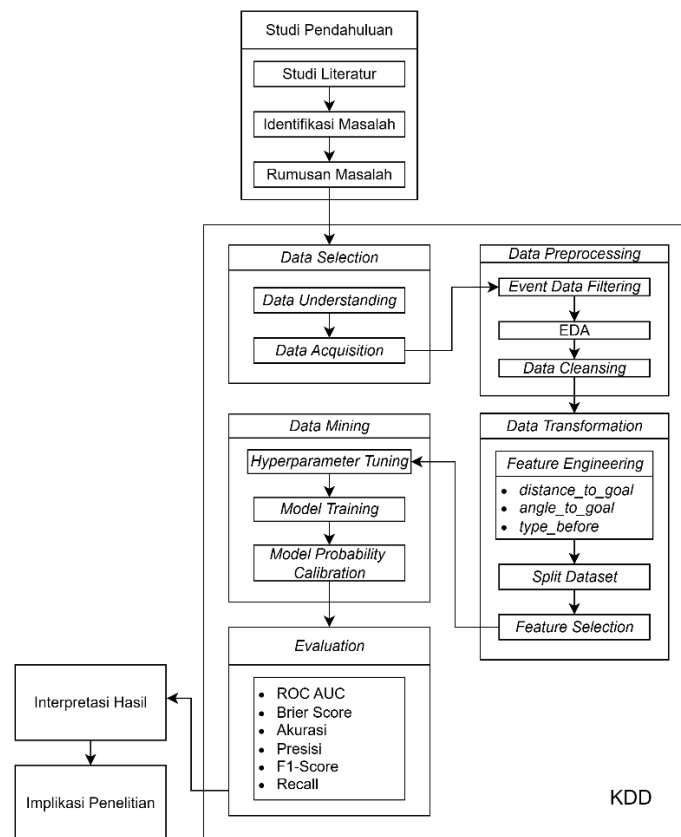 Studi Pendahuluan
Studi Literatur
Identifikasi Masalah
Rumusan Masalah
Data Selection
Data Understanding
Data Acquisition
Data Preprocessing
Event Data Filtering
EDA
Data Cleansing
Data Transformation
Feature Engineering
• distance_to_goal
• angle_to_goal
• type_before
Split Dataset
Feature Selection
Data Mining
Hyperparameter Tuning
Model Training
Model Probability
Calibration
Evaluation
• ROC AUC
• Brier Score
• Akurasi
• Presisi
• F1-Score
• Recall
Interpretasi Hasil
Implikasi Penelitian
KDD